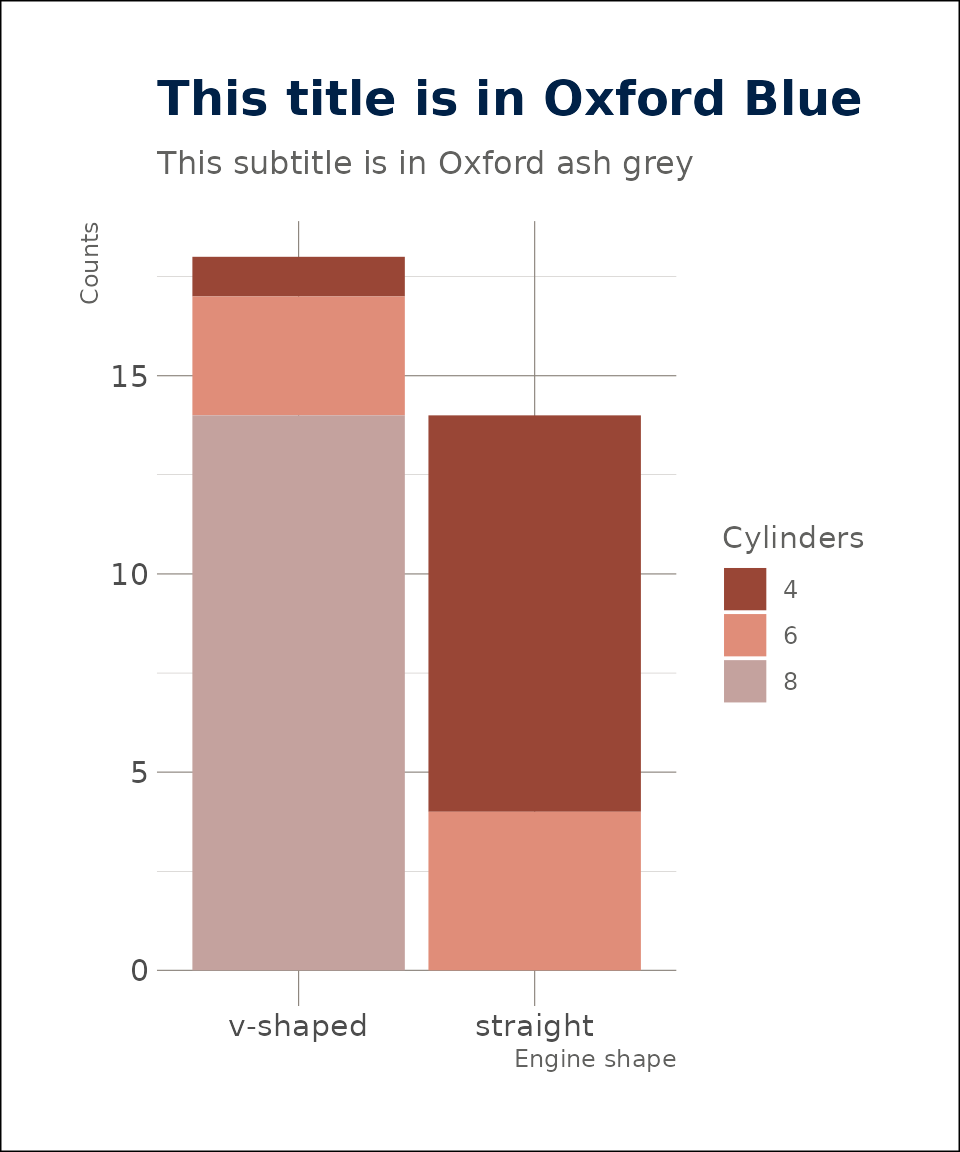 This title is in Oxford Blue
This subtitle is in Oxford ash grey
Counts
15
10
5
0
v-shaped
straight
Engine shape
Cylinders
4
6
8